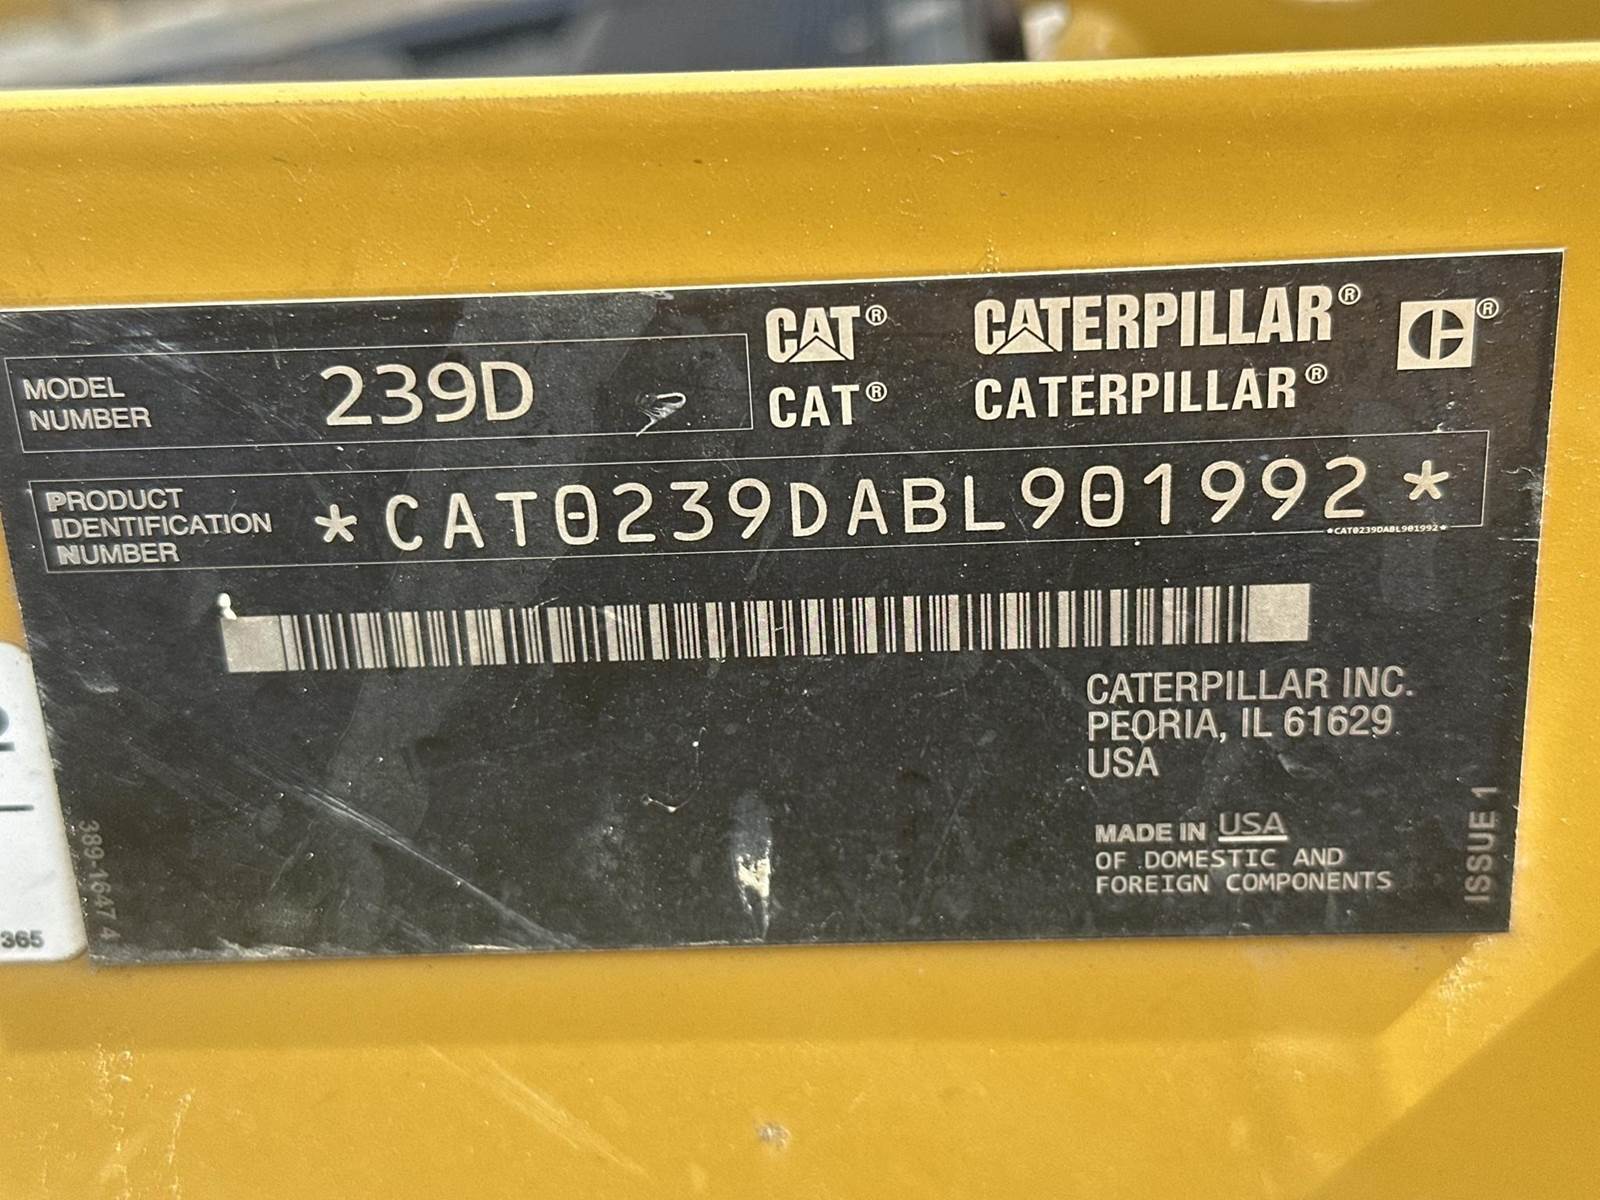 CAT® CATERPILLAR® ®
MODEL
NUMBER
239D
CAT® CATERPILLAR®
PRODUCT
IDENTIFICATION
NUMBER
*CAT0239DABL901992*
*CAT0239DABL901992*
CATERPILLAR INC.
PEORIA, IL 61629
USA
MADE IN USA
OF DOMESTIC AND
FOREIGN COMPONENTS
ISSUE 1
389-1647 4
365